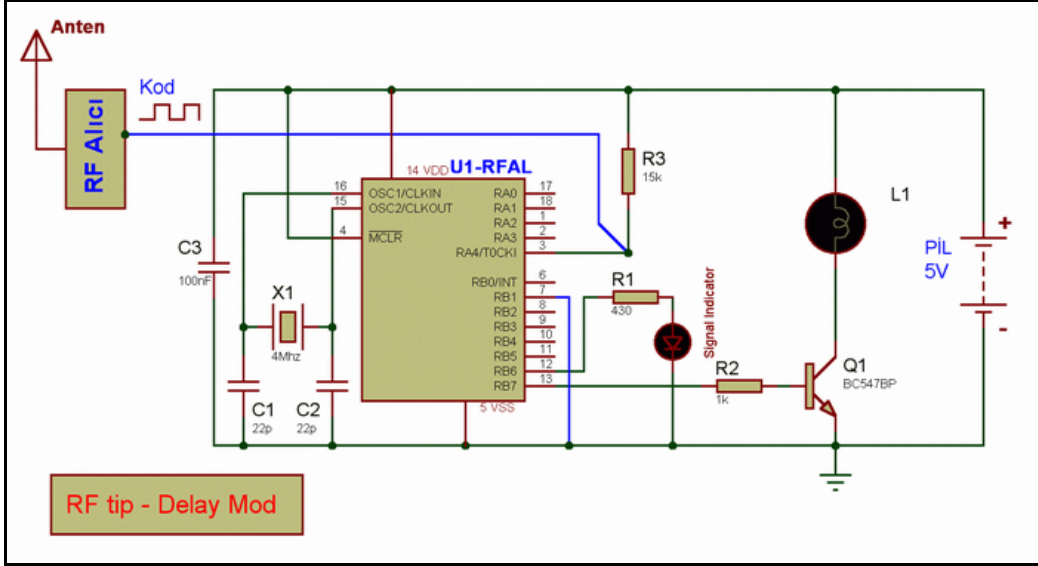 Anten
RF Alıcı
Kod
14 VDD
U1-RFAL
16
OSC1/CLKIN
15
OSC2/CLKOUT
4
MCLR
RA0
17
RA1
18
RA2
1
RA3
2
RA4/T0CKI
3
RB0/INT
6
RB1
7
RB2
8
RB3
9
RB4
10
RB5
11
RB6
12
RB7
13
5 VSS
R3
15k
L1
PİL
5V
+
-
C3
100nF
X1
4Mhz
C1
22p
C2
22p
R1
430
Signal Indicator
R2
1k
Q1
BC547BP
RF tip - Delay Mod